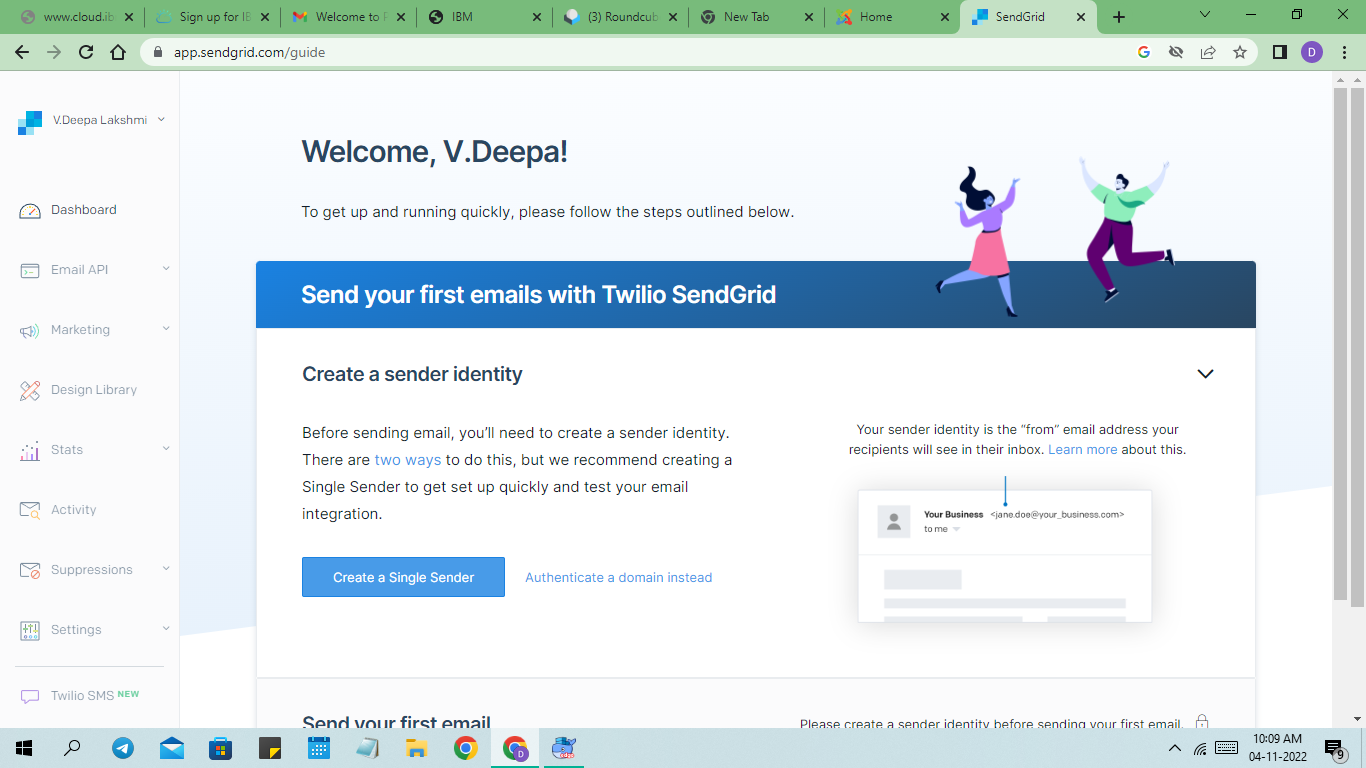 www.cloud.ib
Sign up for IB
Welcome to
IBM
(3) Roundcub
New Tab
Home
SendGrid
app.sendgrid.com/guide
D
V.Deepa Lakshmi
Dashboard
Email API
Marketing
Design Library
Stats
Activity
Suppressions
Settings
Twilio SMS NEW
Welcome, V.Deepa!
To get up and running quickly, please follow the steps outlined below.
Send your first emails with Twilio SendGrid
Create a sender identity
Before sending email, you’ll need to create a sender identity.
There are two ways to do this, but we recommend creating a
Single Sender to get set up quickly and test your email
integration.
Create a Single Sender
Authenticate a domain instead
Your sender identity is the “from” email address your
recipients will see in their inbox. Learn more about this.
Your Business <jane.doe@your_business.com>
to me
Send your first email
Please create a sender identity before sending your first email.
D
10:09 AM
04-11-2022
9